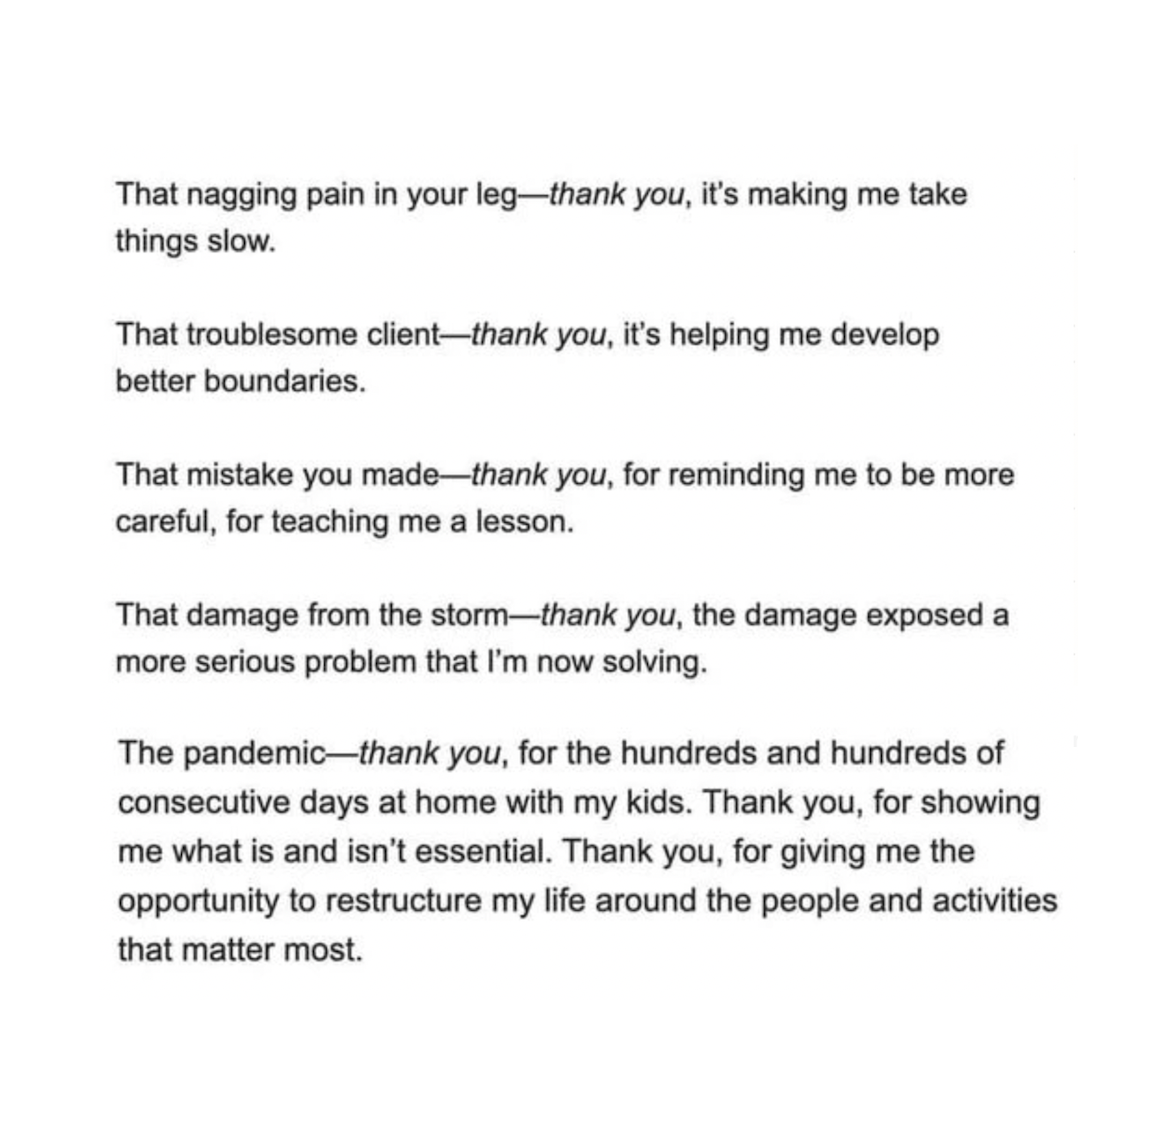 That nagging pain in your leg—thank you, it's making me take
things slow.
That troublesome client—thank you, it's helping me develop
better boundaries.
That mistake you made—thank you, for reminding me to be more
careful, for teaching me a lesson.
That damage from the storm—thank you, the damage exposed a
more serious problem that I'm now solving.
The pandemic—thank you, for the hundreds and hundreds of
consecutive days at home with my kids. Thank you, for showing
me what is and isn't essential. Thank you, for giving me the
opportunity to restructure my life around the people and activities
that matter most.